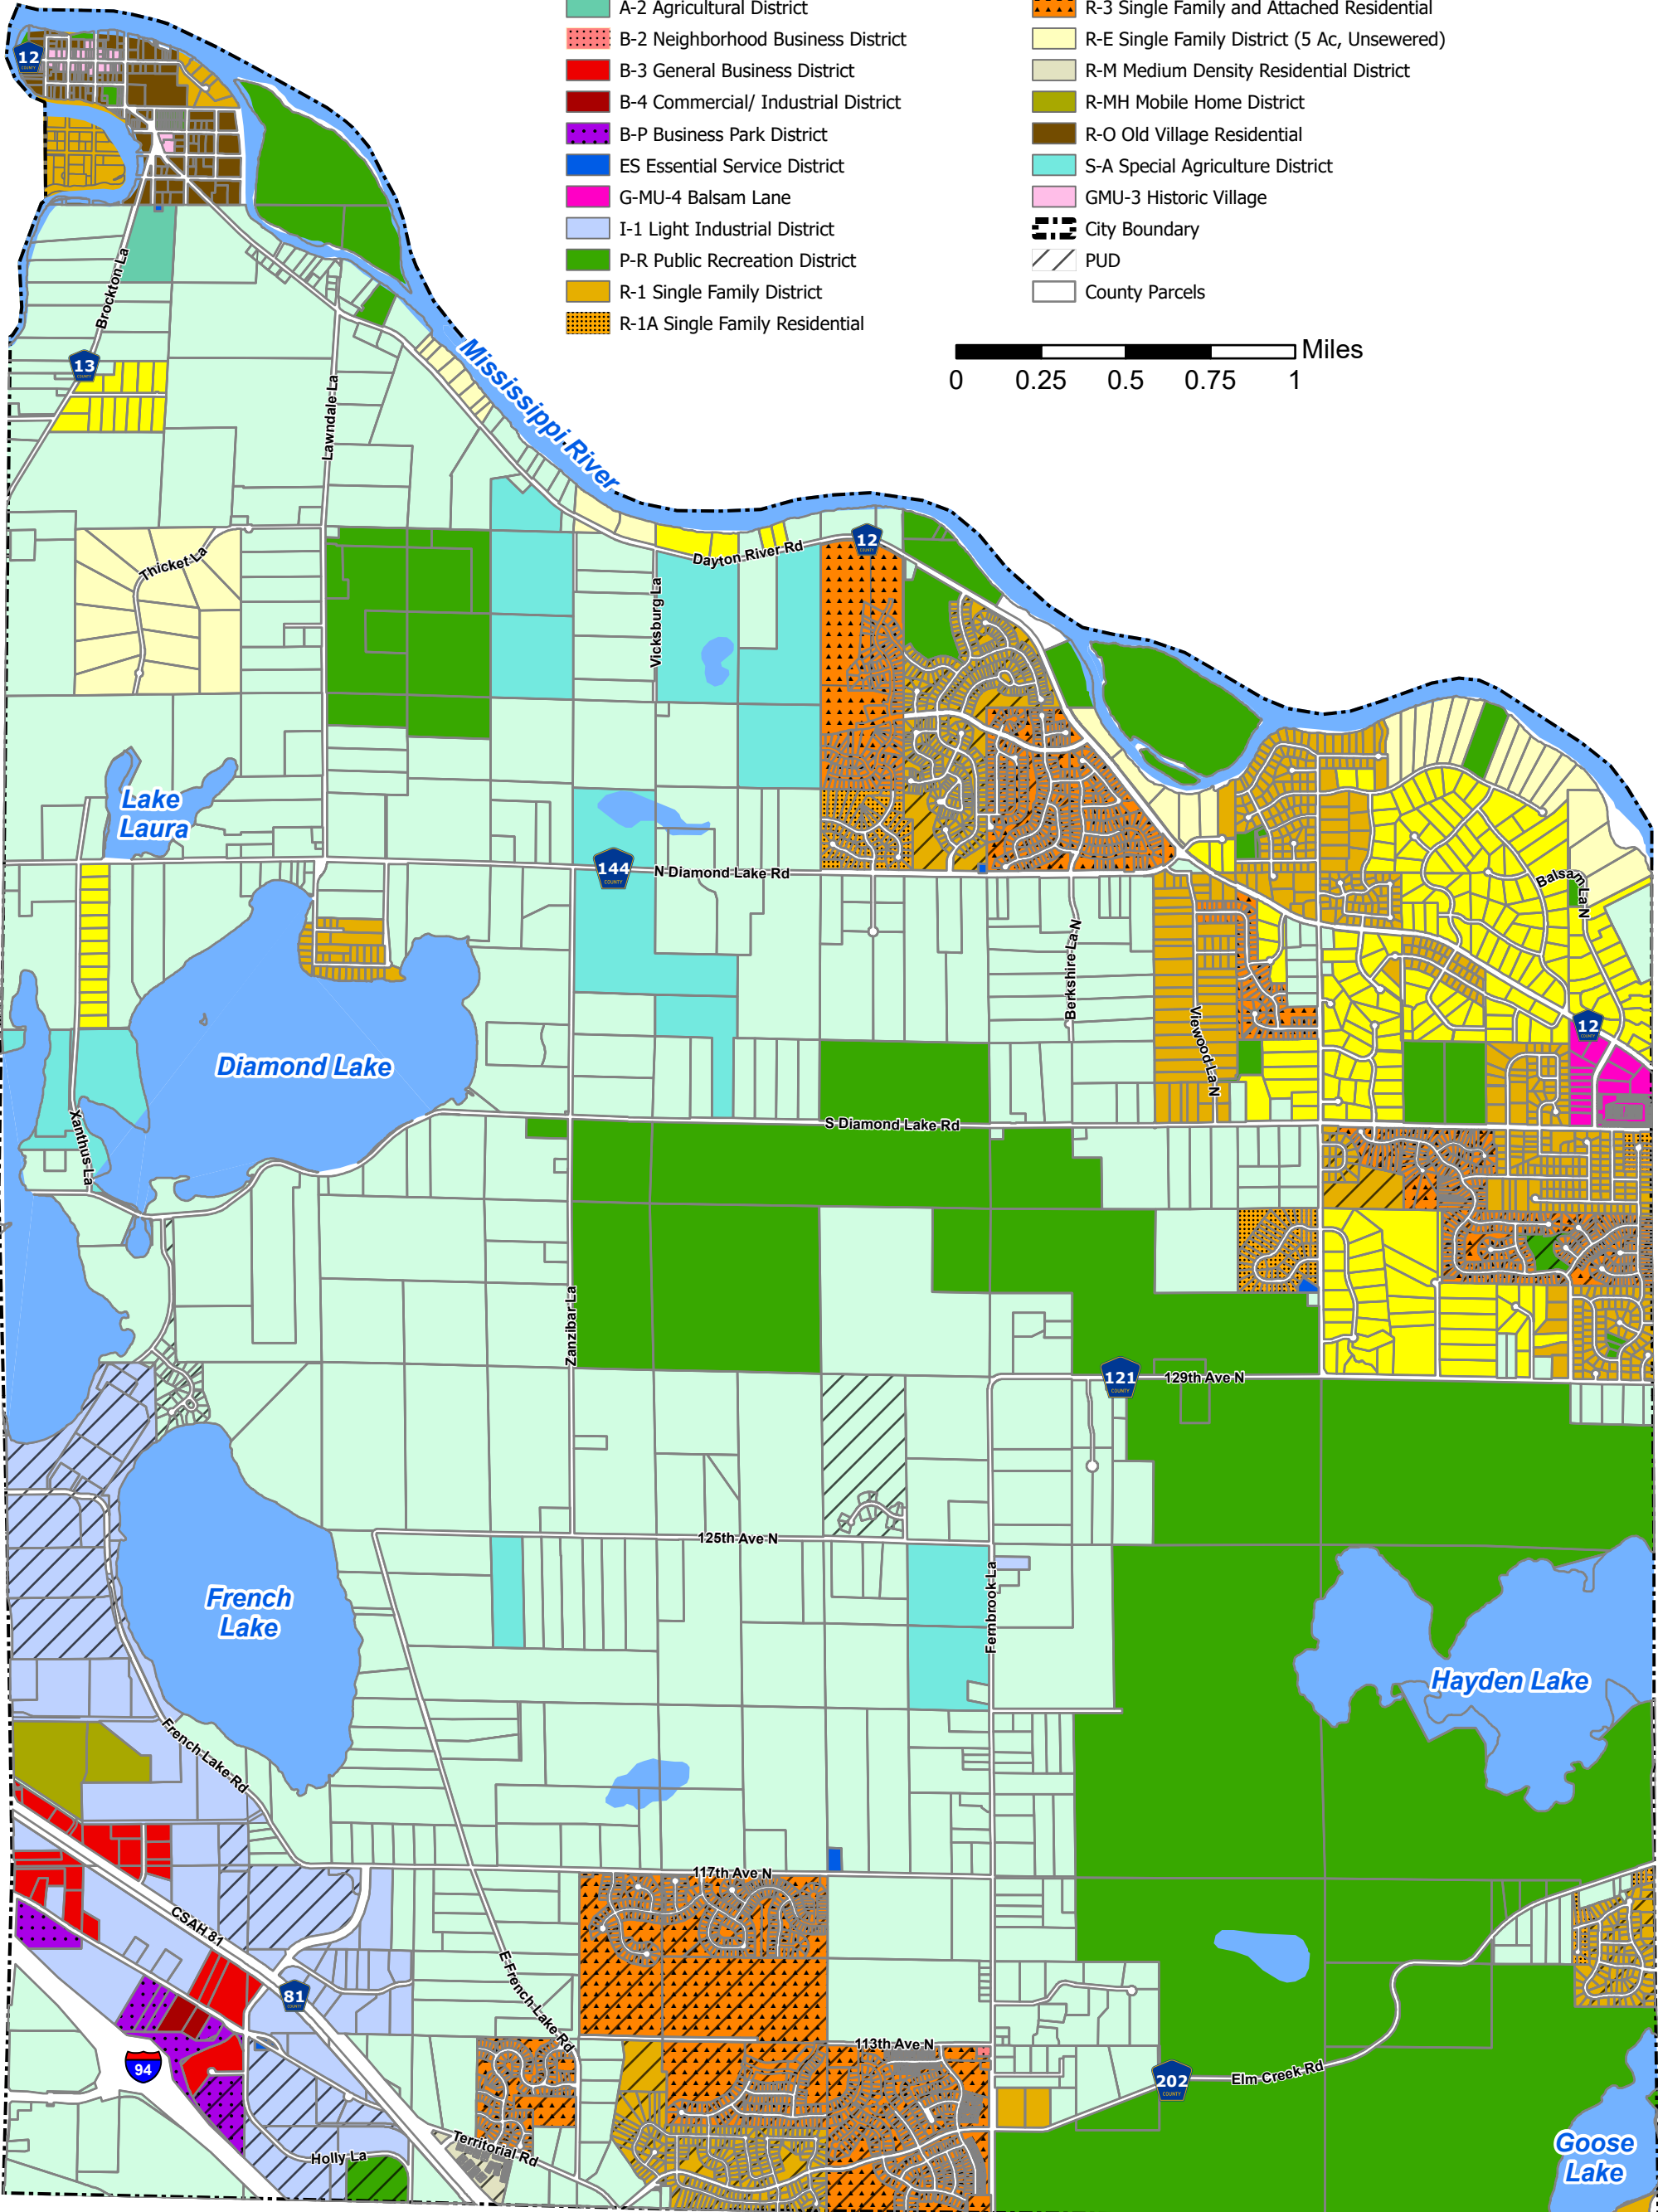 A-2 Agricultural District
B-2 Neighborhood Business District
B-3 General Business District
B-4 Commercial/ Industrial District
B-P Business Park District
ES Essential Service District
G-MU-4 Balsam Lane
I-1 Light Industrial District
P-R Public Recreation District
R-1 Single Family District
R-1A Single Family Residential
R-3 Single Family and Attached Residential
R-E Single Family District (5 Ac, Unsewered)
R-M Medium Density Residential District
R-MH Mobile Home District
R-O Old Village Residential
S-A Special Agriculture District
GMU-3 Historic Village
City Boundary
PUD
County Parcels
Miles
0 0.25 0.5 0.75 1
12
COUNTY
Brockton La
13
COUNTY
Lawndale La
Mississippi River
Thicket La
Vicksburg La
Dayton River Rd
12
COUNTY
Lake
Laura
144
COUNTY
N Diamond Lake Rd
Balsam La N
Berkshire La N
Viewood La N
12
COUNTY
Diamond Lake
Xanthus La
S Diamond Lake Rd
Zanzibar La
121
COUNTY
129th Ave N
125th Ave N
French
Lake
Fernbrook La
Hayden Lake
French Lake Rd
117th Ave N
CSAH 81
E French Lake Rd
81
COUNTY
94
113th Ave N
202
COUNTY
Elm Creek Rd
Territorial Rd
Holly La
Goose
Lake